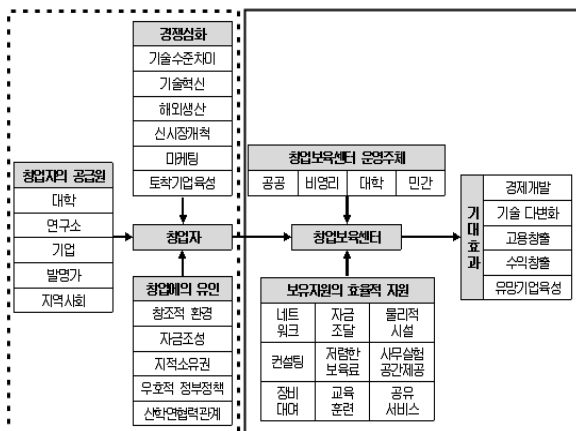 경쟁심화
기술수준차이
기술혁신
해외생산
신시장개척
마케팅
토착기업육성
창업자의 공급원
대학
연구소
기업
발명가
지역사회
창업자
창업에의 유인
창조적 환경
자금조성
지적소유권
우호적 정부정책
산학연협력관계
창업보육센터 운영주체
공공 비영리 대학 민간
창업보육센터
보유자원의 효율적 지원
네트 자금 물리적
워크 조달 시설
컨설팅 저렴한 사무실험
보육료 공간제공
장비 교육 공유
대여 훈련 서비스
기대효과
경제개발
기술 다변화
고용창출
수익창출
유망기업육성